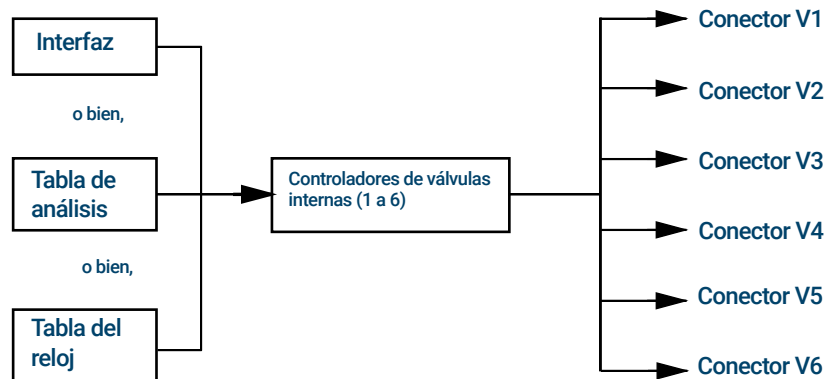 Interfaz
o bien,
Tabla de
análisis
o bien,
Tabla del
reloj
Controladores de válvulas
internas (1 a 6)
Conector V1
Conector V2
Conector V3
Conector V4
Conector V5
Conector V6